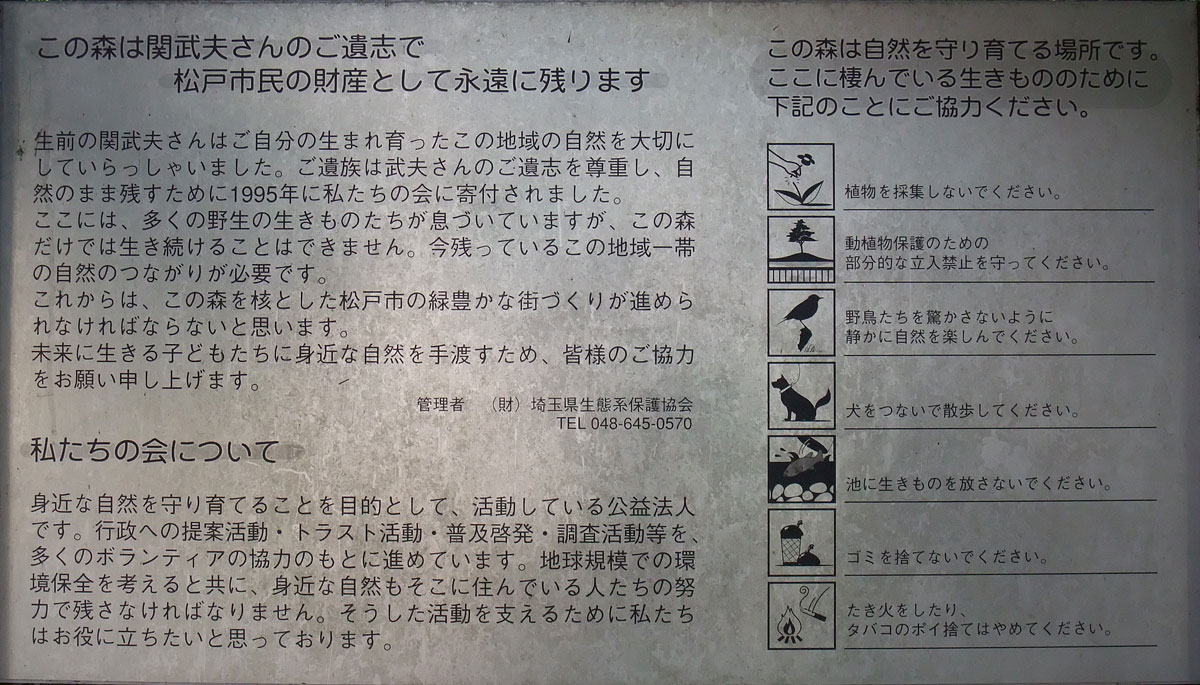 この森は関武夫さんのご遺志で
松戸市民の財産として永遠に残ります
生前の関武夫さんはご自分の生まれ育ったこの地域の自然を大切に
していらっしゃいました。ご遺族は武夫さんのご遺志を尊重し、自
然のまま残すために1995年に私たちの会に寄付されました。
ここには、多くの野生の生きものたちが息づいていますが、この森
だけでは生き続けることはできません。今残っているこの地域一帯
の自然のつながりが必要です。
これからは、この森を核とした松戸市の緑豊かな街づくりが進めら
れなければならないと思います。
未来に生きる子どもたちに身近な自然を手渡すため、皆様のご協力
をお願い申し上げます。
管理者 (財)埼玉県生態系保護協会
TEL 048-645-0570
私たちの会について
身近な自然を守り育てることを目的として、活動している公益法人
です。行政への提案活動・トラスト活動・普及啓発・調査活動等を、
多くのボランティアの協力のもとに進めています。地球規模での環
境保全を考えると共に、身近な自然もそこに住んでいる人たちの努
力で残さなければなりません。そうした活動を支えるために私たち
はお役に立ちたいと思っております。
この森は自然を守り育てる場所です。
ここに棲んでいる生きもののために
下記のことにご協力ください。
植物を採集しないでください。
動植物保護のための
部分的な立入禁止を守ってください。
野鳥たちを驚かさないように
静かに自然を楽しんでください。
犬をつないで散歩してください。
池に生きものを放さないでください。
ゴミを捨てないでください。
たき火をしたり、
タバコのポイ捨てはやめてください。